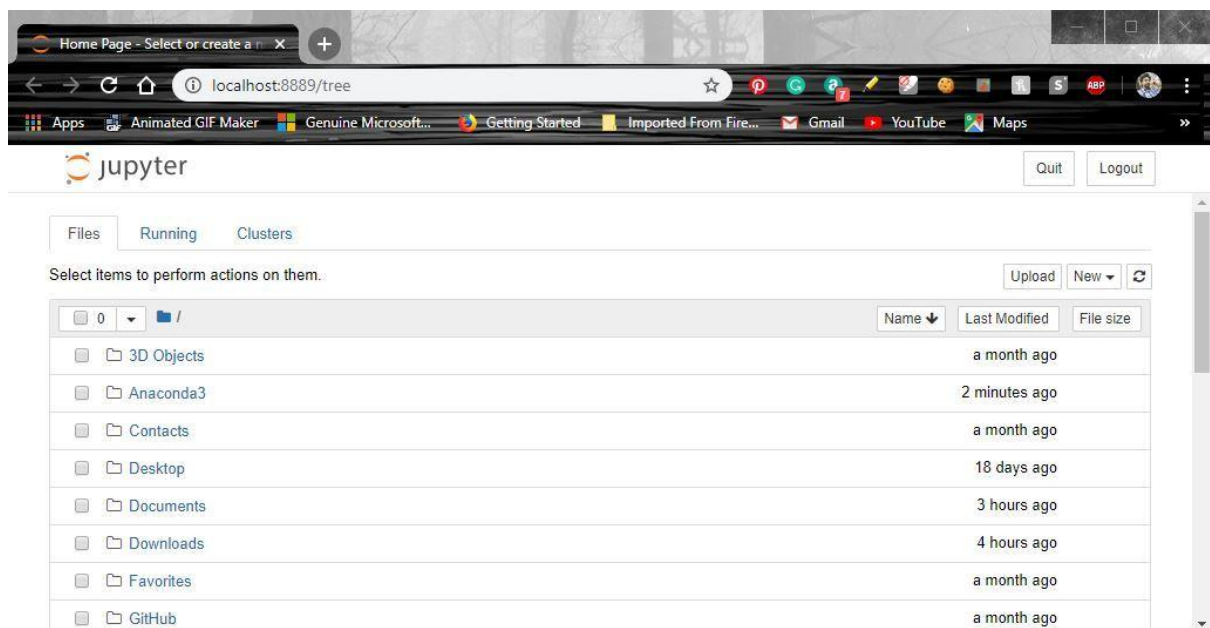 Home Page - Select or create a n
localhost:8889/tree
7
ABP
Apps Animated GIF Maker Genuine Microsoft... Getting Started Imported From Fire... Gmail YouTube Maps »
jupyter Quit Logout
Files Running Clusters
Select items to perform actions on them. Upload New
0 / Name Last Modified File size
3D Objects a month ago
Anaconda3 2 minutes ago
Contacts a month ago
Desktop 18 days ago
Documents 3 hours ago
Downloads 4 hours ago
Favorites a month ago
GitHub a month ago